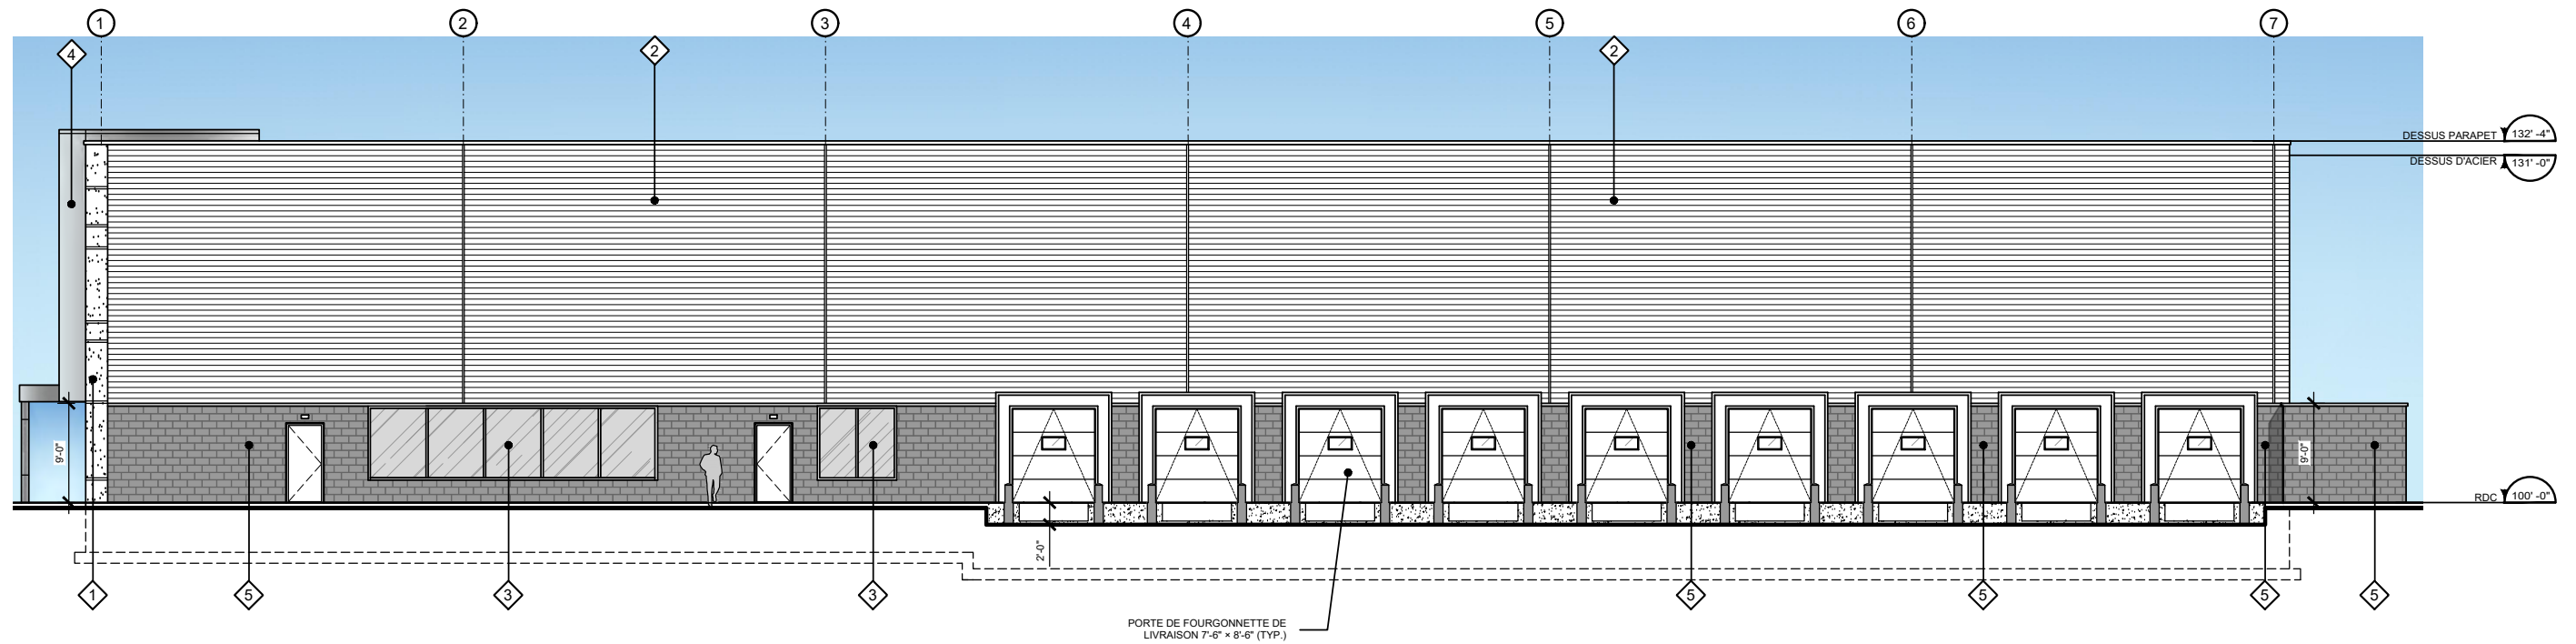 1 2 3 4 5 6 7
4 2 2
DESSUS PARAPET 132' -4"
DESSUS D'ACIER 131' -0"
9'-0"
9'-0"
RDC 100' -0"
2'-0"
1 5 3 3 5 5 5 5
PORTE DE FOURGONNETTE DE
LIVRAISON 7'-6" × 8'-6" (TYP.)